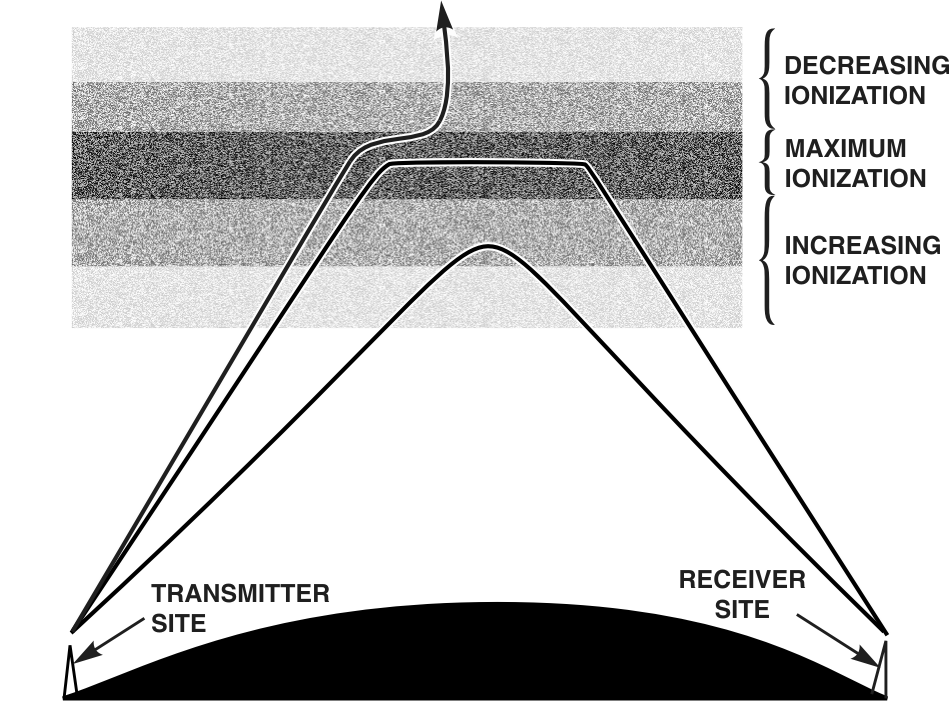 DECREASING
IONIZATION
MAXIMUM
IONIZATION
INCREASING
IONIZATION
TRANSMITTER
SITE
RECEIVER
SITE